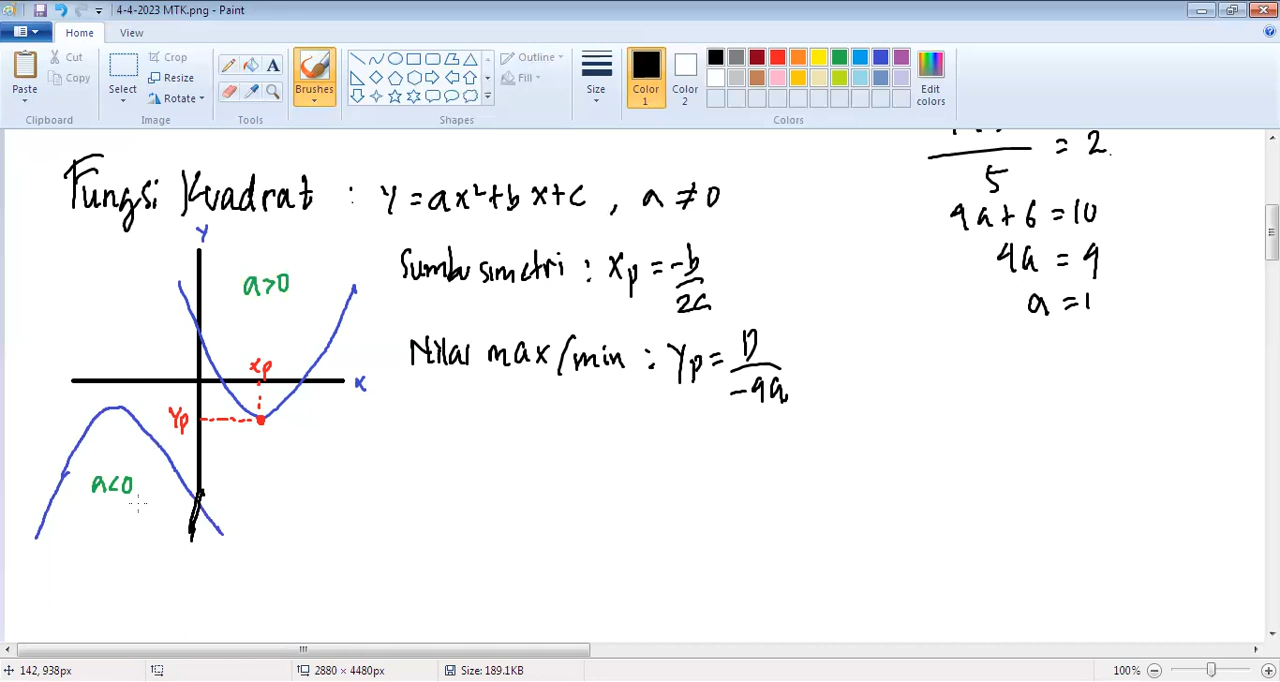 4-4-2023 MTK.png - Paint
Home
View
Paste
Cut
Copy
Clipboard
Select
Crop
Resize
Rotate
Image
A
Tools
Brushes
Shapes
Outline
Fill
Size
Color 1
Color 2
Edit colors
Colors
Fungsi Kuadrat : y = ax²+bx+c , a ≠ 0
Sumbu simetri : xp = -b/2a
Nilai max/min : yp = D/-4a
Y
a>0
xp
X
Yp
a<0
5 = 2
4a + 6 = 10
4a = 4
a = 1
142, 938px
2880 × 4480px
Size: 189.1KB
100%